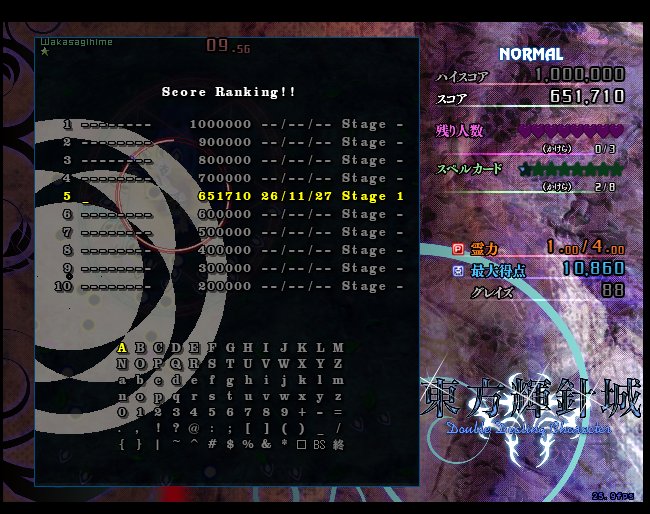 Wakasagihime
09.56
Score Ranking!!
1 -------- 1000000 --/--/-- Stage -
2 -------- 900000 --/--/-- Stage -
3 -------- 800000 --/--/-- Stage -
4 -------- 700000 --/--/-- Stage -
5 _ 651710 26/11/27 Stage 1
6 -------- 600000 --/--/-- Stage -
7 -------- 500000 --/--/-- Stage -
8 -------- 400000 --/--/-- Stage -
9 -------- 300000 --/--/-- Stage -
10 -------- 200000 --/--/-- Stage -
A B C D E F G H I J K L M
N O P Q R S T U V W X Y Z
a b c d e f g h i j k l m
n o p q r s t u v w x y z
0 1 2 3 4 5 6 7 8 9 + - =
. , ! ? @ : ; [ ] ( ) _ /
{ } | ~ ^ # $ % & * □ BS 終
NORMAL
ハイスコア 1,000,000
スコア 651,710
残り人数
(かけら) 0/3
スペルカード
(かけら) 2/8
P 霊力 1.00/4.00
最大得点 10,860
グレイズ 88
東方輝針城
Double Dealing Character
25.9fps